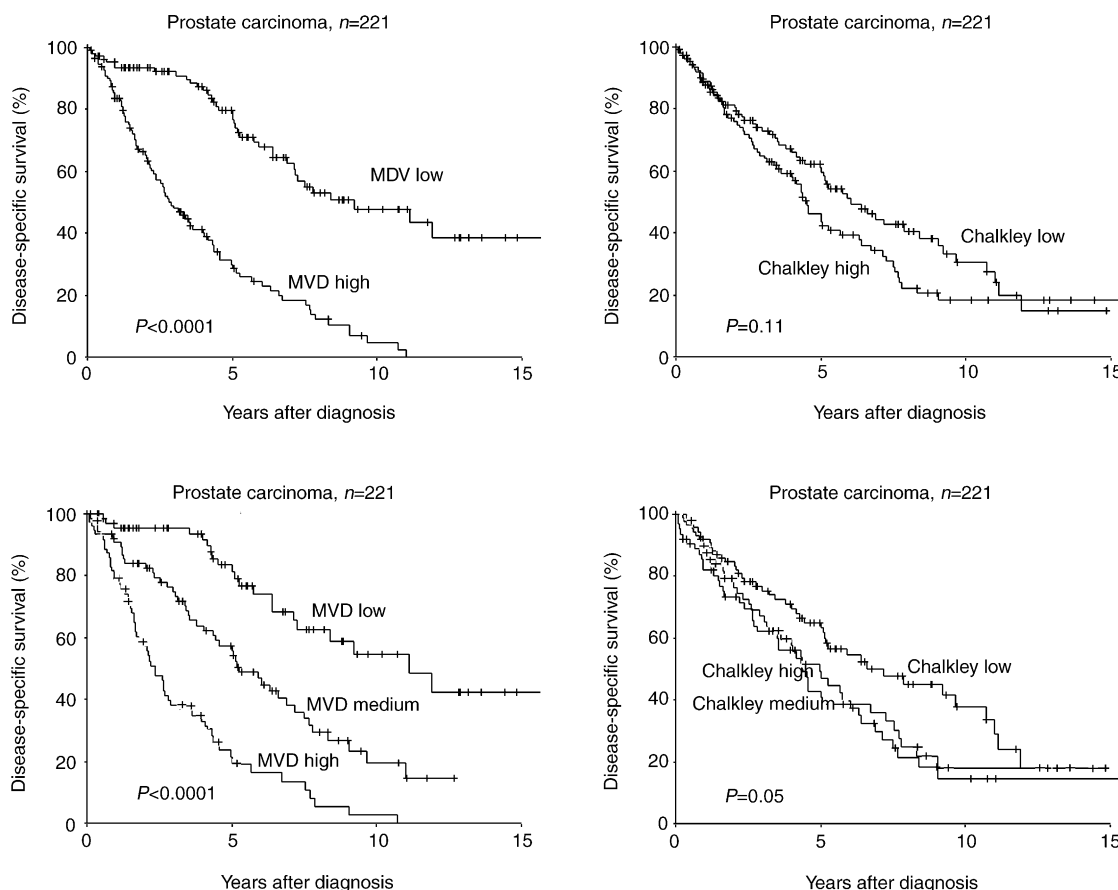 Prostate carcinoma, n=221
100
80
60
40
20
0
Disease-specific survival (%)
MDV low
MVD high
P<0.0001
0 5 10 15
Years after diagnosis
Prostate carcinoma, n=221
100
80
60
40
20
0
Disease-specific survival (%)
Chalkley low
Chalkley high
P=0.11
0 5 10 15
Years after diagnosis
Prostate carcinoma, n=221
100
80
60
40
20
0
Disease-specific survival (%)
MVD low
MVD medium
MVD high
P<0.0001
0 5 10 15
Years after diagnosis
Prostate carcinoma, n=221
100
80
60
40
20
0
Disease-specific survival (%)
Chalkley high
Chalkley low
Chalkley medium
P=0.05
0 5 10 15
Years after diagnosis